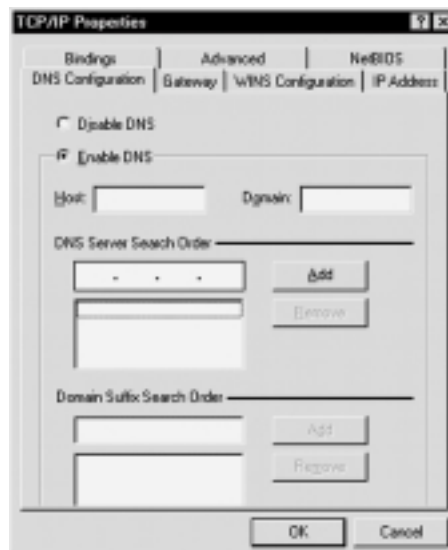 TCP/IP Properties
Bindings Advanced NetBIOS
DNS Configuration Gateway WINS Configuration IP Address
Disable DNS
Enable DNS
Host: Domain:
DNS Server Search Order
. . .
Add
Remove
Domain Suffix Search Order
Add
Remove
OK Cancel